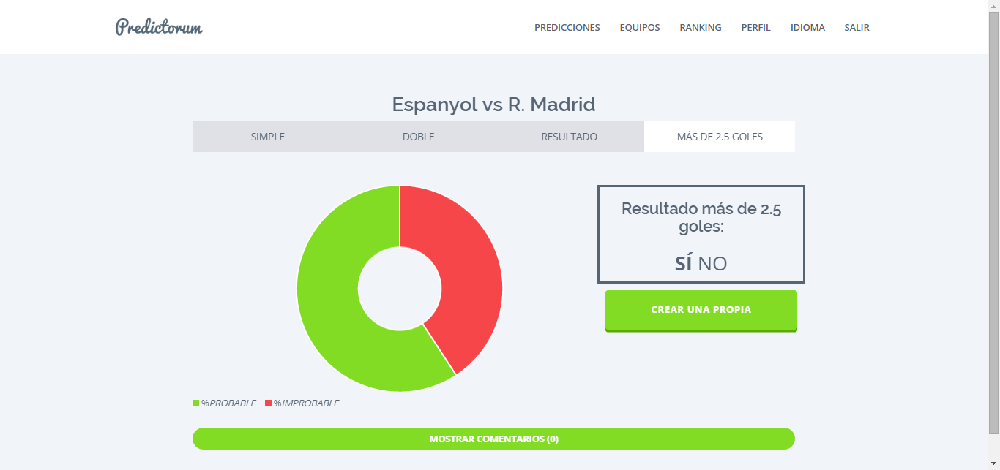 Predictorum
PREDICCIONES EQUIPOS RANKING PERFIL IDIOMA SALIR
Espanyol vs R. Madrid
SIMPLE DOBLE RESULTADO MÁS DE 2.5 GOLES
Resultado más de 2.5
goles:
SÍ NO
CREAR UNA PROPIA
%PROBABLE %IMPROBABLE
MOSTRAR COMENTARIOS (0)